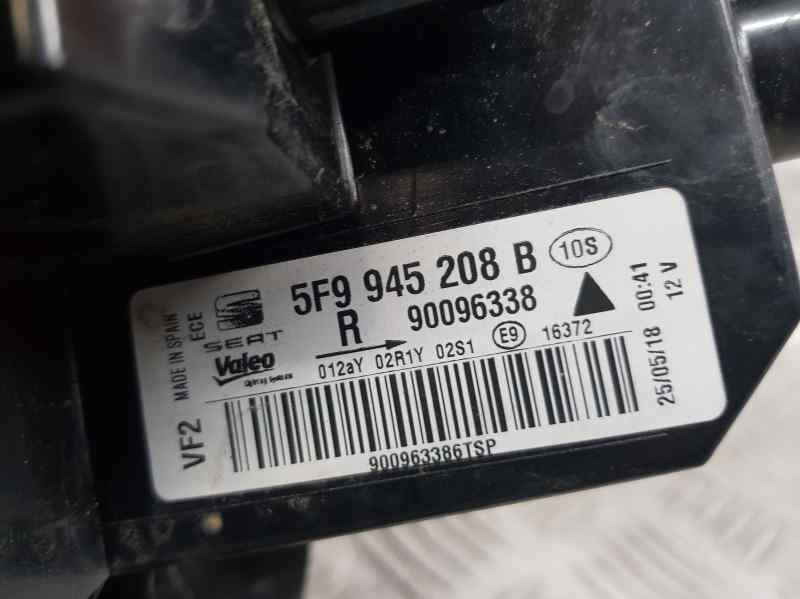 5F9 945 208 B 10S
R 90096338
SEAT
Valeo
012aY 02R1Y 02S1 E9 16372
900963386TSP
VF2 MADE IN SPAIN
ECE
25/05/18 00:41
12 V